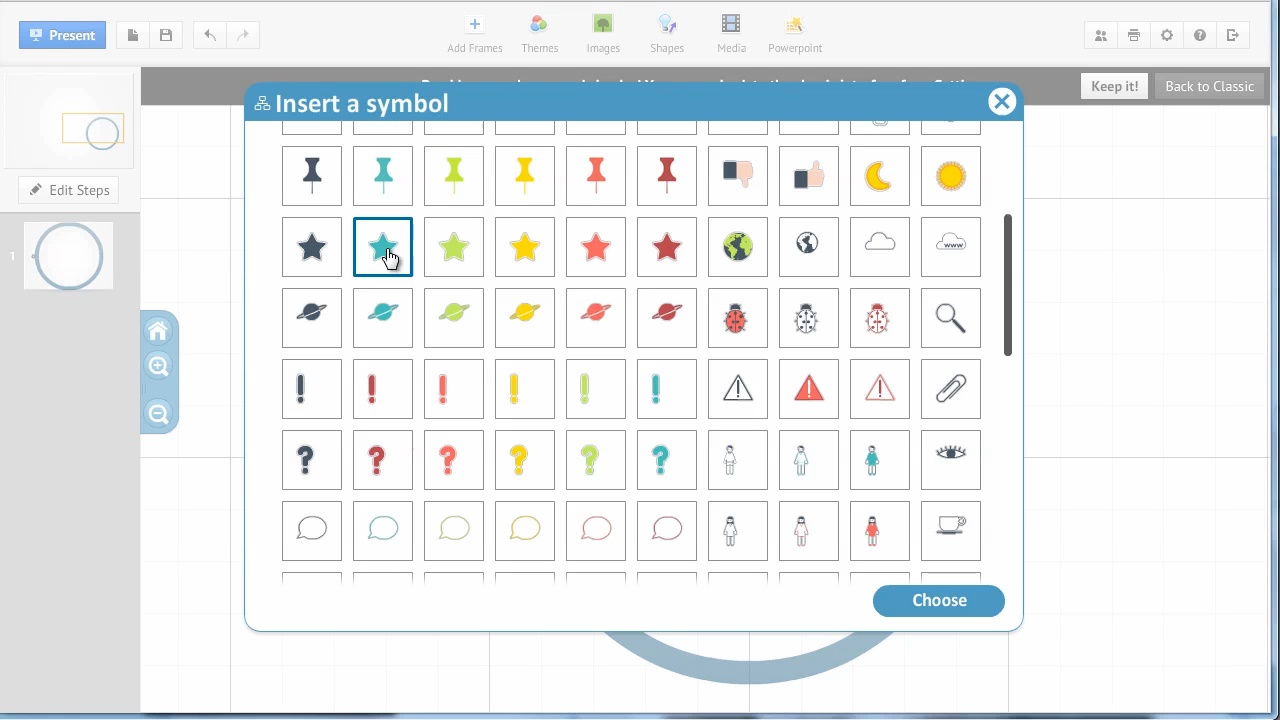 Present
Add Frames
Themes
Images
Shapes
Media
Powerpoint
Keep it!
Back to Classic
Insert a symbol
Edit Steps
1
www
Choose